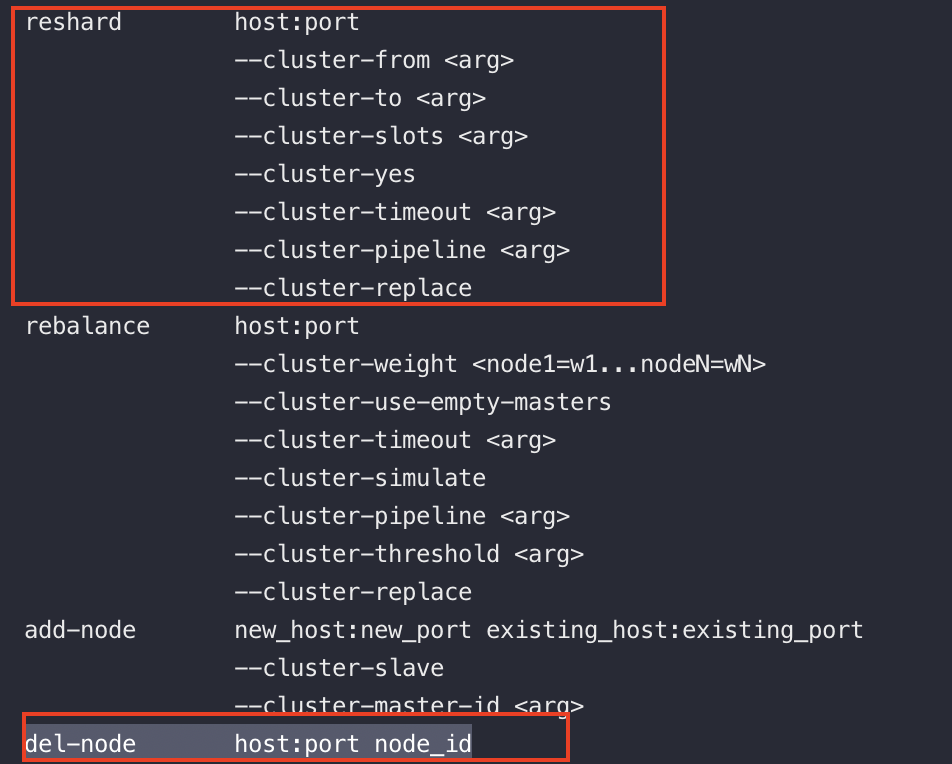 reshard        host:port
               --cluster-from <arg>
               --cluster-to <arg>
               --cluster-slots <arg>
               --cluster-yes
               --cluster-timeout <arg>
               --cluster-pipeline <arg>
               --cluster-replace
rebalance      host:port
               --cluster-weight <node1=w1...nodeN=wN>
               --cluster-use-empty-masters
               --cluster-timeout <arg>
               --cluster-simulate
               --cluster-pipeline <arg>
               --cluster-threshold <arg>
               --cluster-replace
add-node       new_host:new_port existing_host:existing_port
               --cluster-slave
               --cluster-master-id <arg>
del-node       host:port node_id